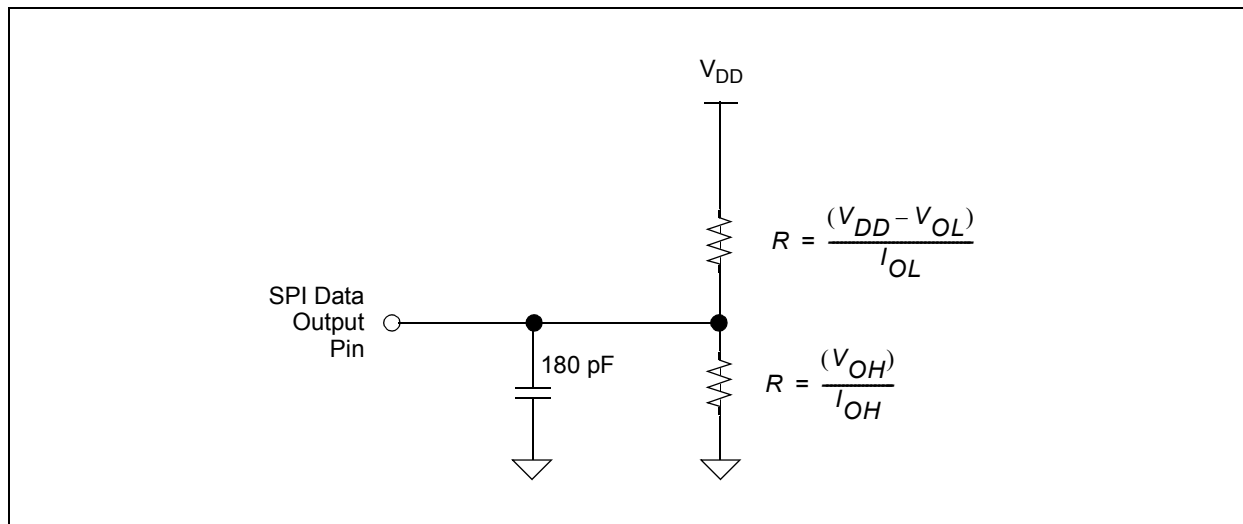 V_DD
R = (V_DD – V_OL) / I_OL
SPI Data
Output
Pin
180 pF
R = (V_OH) / I_OH